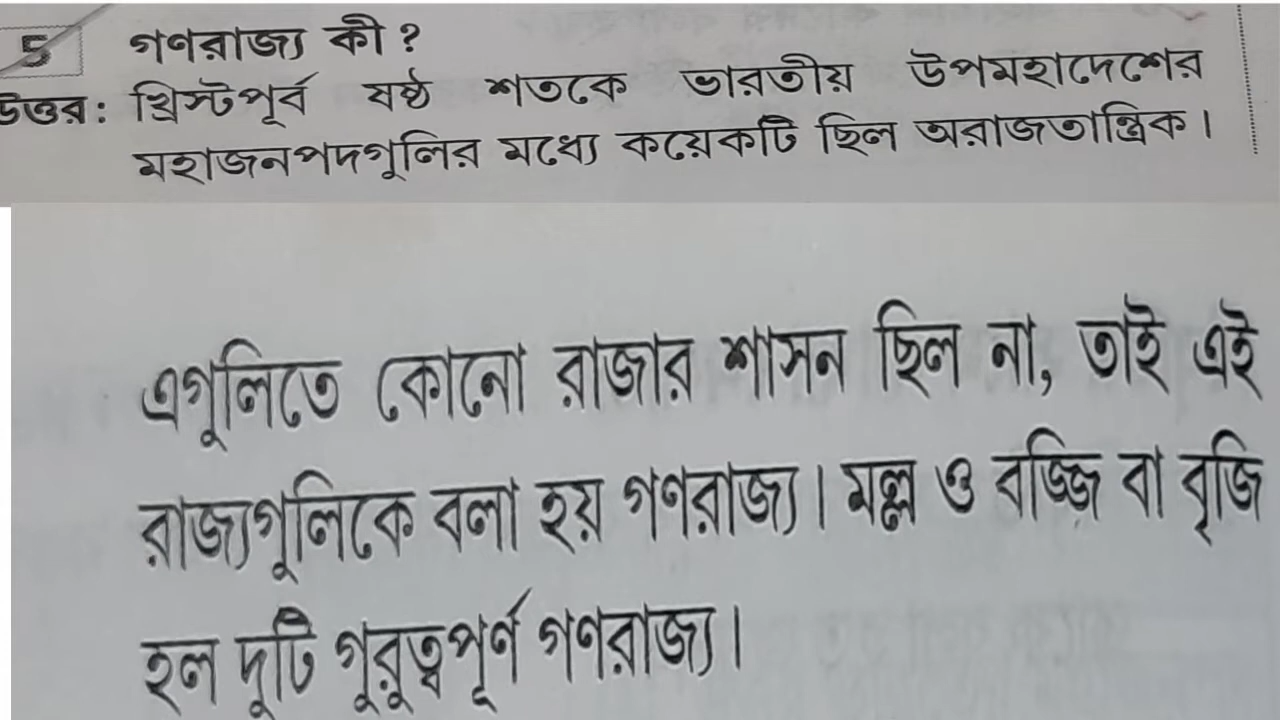 5 গণরাজ্য কী ?
উত্তর : খ্রিস্টপূর্ব ষষ্ঠ শতকে ভারতীয় উপমহাদেশের
মহাজনপদগুলির মধ্যে কয়েকটি ছিল অরাজতান্ত্রিক।
এগুলিতে কোনো রাজার শাসন ছিল না, তাই এই
রাজ্যগুলিকে বলা হয় গণরাজ্য। মল্ল ও বজ্জি বা বৃজি
হল দুটি গুরুত্বপূর্ণ গণরাজ্য।